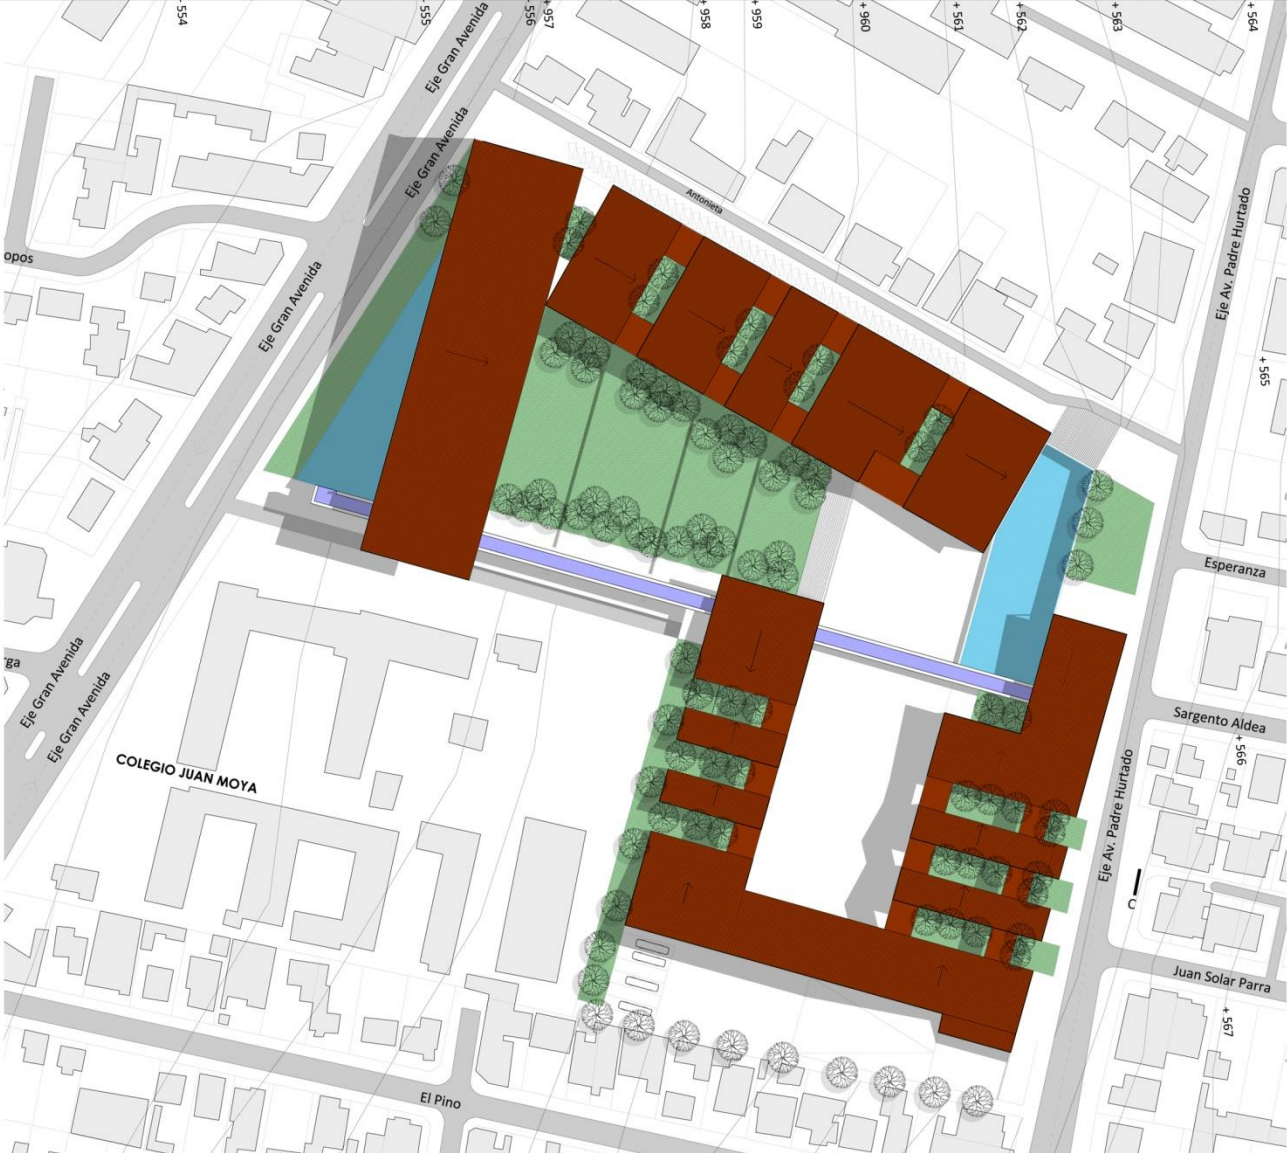 554
555
556
+957
+958
+959
+960
+561
+562
+563
+564
Eje Gran Avenida
Eje Gran Avenida
Antonieta
Eje Av. Padre Hurtado
opos
Eje Gran Avenida
+565
Esperanza
rga
Eje Gran Avenida
Eje Gran Avenida
Sargento Aldea
+566
COLEGIO JUAN MOYA
Eje Av. Padre Hurtado
C
Juan Solar Parra
+567
El Pino